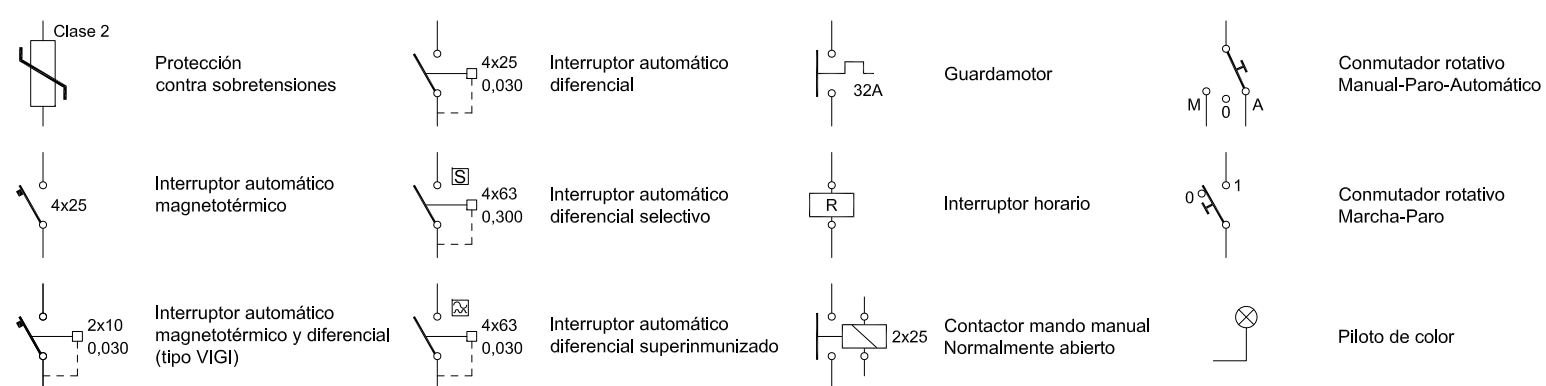 Clase 2
Protección
contra sobretensiones
4x25
0,030
Interruptor automático
diferencial
32A
Guardamotor
M
0
A
Conmutador rotativo
Manual-Paro-Automático
4x25
Interruptor automático
magnetotérmico
S
4x63
0,300
Interruptor automático
diferencial selectivo
R
Interruptor horario
0
1
Conmutador rotativo
Marcha-Paro
2x10
0,030
Interruptor automático
magnetotérmico y diferencial
(tipo VIGI)
4x63
0,030
Interruptor automático
diferencial superinmunizado
2x25
Contactor mando manual
Normalmente abierto
Piloto de color